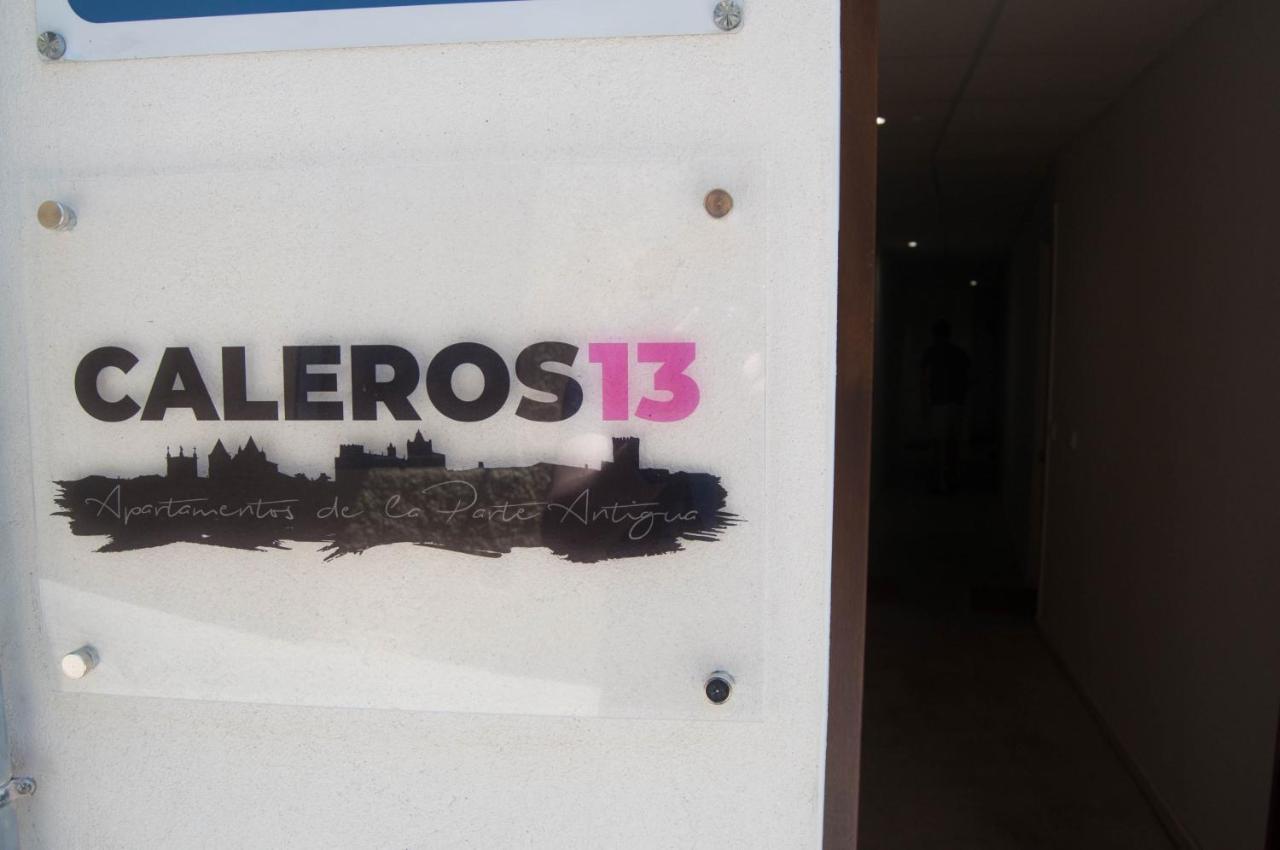 CALEROS13
Apartamentos de la Parte Antigua